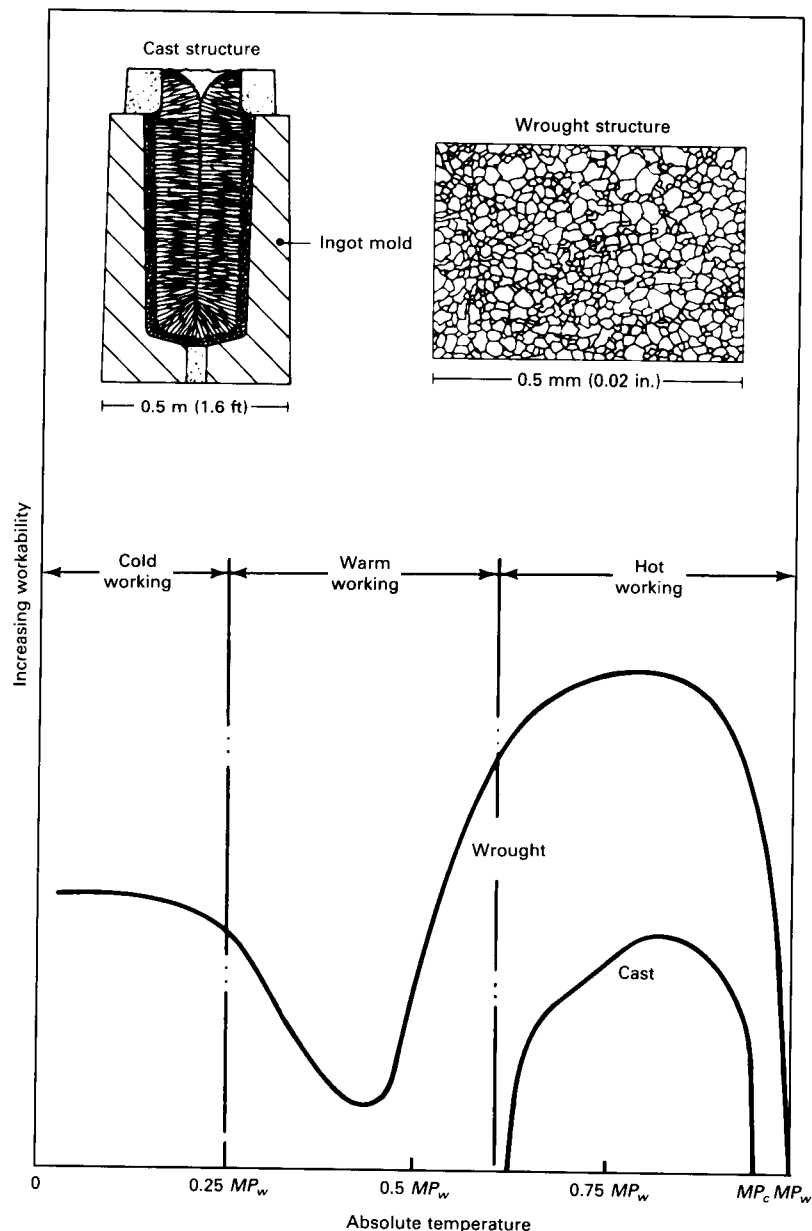 Cast structure
Wrought structure
Ingot mold
0.5 m (1.6 ft)
0.5 mm (0.02 in.)
Increasing workability
Cold
working
Warm
working
Hot
working
Wrought
Cast
0
0.25 MPw
0.5 MPw
0.75 MPw
MPc MPw
Absolute temperature